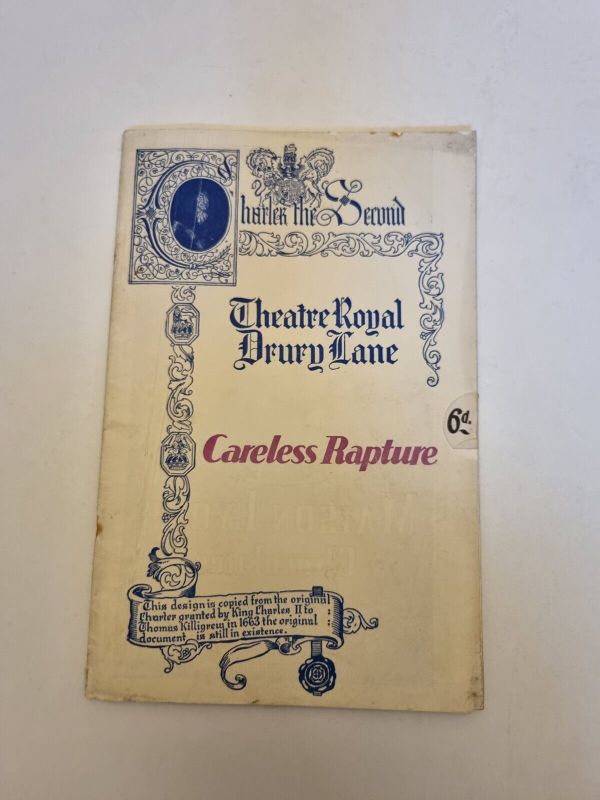 Charles the Second
Theatre Royal
Drury Lane
6d.
Careless Rapture
This design is copied from the original
Charter granted by King Charles II to
Thomas Killigrew in 1663 the original
document is still in existence.